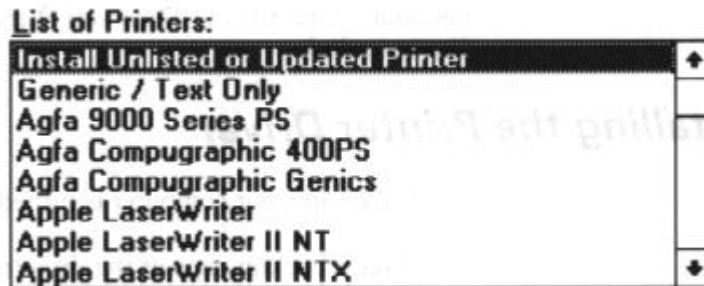 List of Printers:
Install Unlisted or Updated Printer
Generic / Text Only
Agfa 9000 Series PS
Agfa Compugraphic 400PS
Agfa Compugraphic Genics
Apple LaserWriter
Apple LaserWriter II NT
Apple LaserWriter II NTX